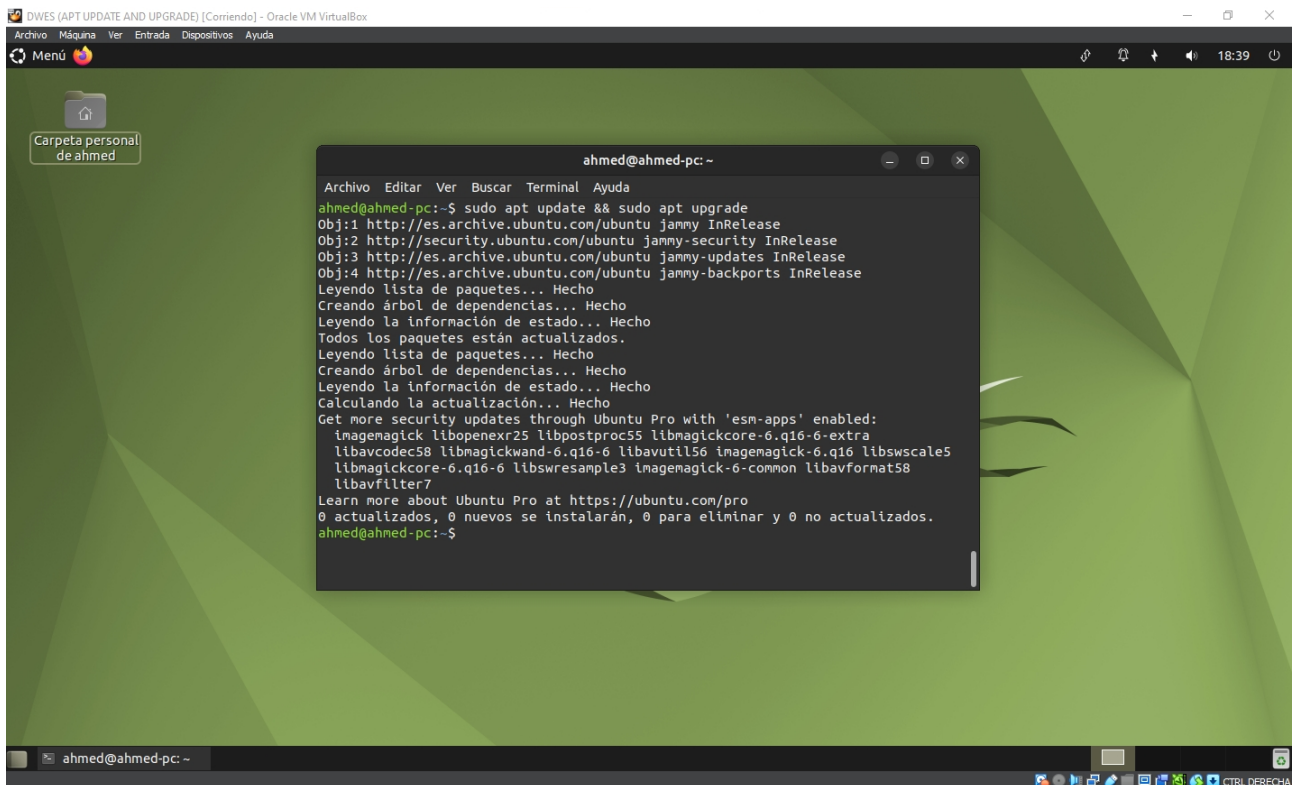 DWES (APT UPDATE AND UPGRADE) [Corriendo] - Oracle VM VirtualBox
Archivo Máquina Ver Entrada Dispositivos Ayuda
Menú 18:39
Carpeta personal
de ahmed
ahmed@ahmed-pc: ~
Archivo Editar Ver Buscar Terminal Ayuda
ahmed@ahmed-pc:~$ sudo apt update && sudo apt upgrade
Obj:1 http://es.archive.ubuntu.com/ubuntu jammy InRelease
Obj:2 http://security.ubuntu.com/ubuntu jammy-security InRelease
Obj:3 http://es.archive.ubuntu.com/ubuntu jammy-updates InRelease
Obj:4 http://es.archive.ubuntu.com/ubuntu jammy-backports InRelease
Leyendo lista de paquetes... Hecho
Creando árbol de dependencias... Hecho
Leyendo la información de estado... Hecho
Todos los paquetes están actualizados.
Leyendo lista de paquetes... Hecho
Creando árbol de dependencias... Hecho
Leyendo la información de estado... Hecho
Calculando la actualización... Hecho
Get more security updates through Ubuntu Pro with 'esm-apps' enabled:
imagemagick libopenexr25 libpostproc55 libmagickcore-6.q16-6-extra
libavcodec58 libmagickwand-6.q16-6 libavutil56 imagemagick-6.q16 libswscale5
libmagickcore-6.q16-6 libswresample3 imagemagick-6-common libavformat58
libavfilter7
Learn more about Ubuntu Pro at https://ubuntu.com/pro
0 actualizados, 0 nuevos se instalarán, 0 para eliminar y 0 no actualizados.
ahmed@ahmed-pc:~$
ahmed@ahmed-pc: ~
CTRL DERECHA